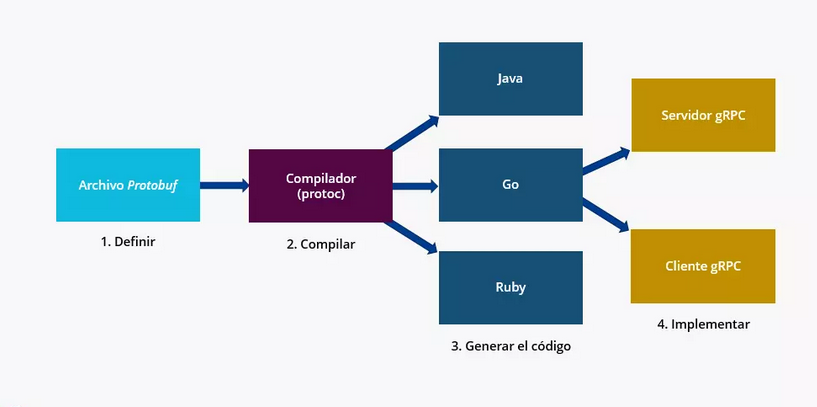 Archivo Protobuf
1. Definir
Compilador
(protoc)
2. Compilar
Java
Go
Ruby
3. Generar el código
Servidor gRPC
Cliente gRPC
4. Implementar